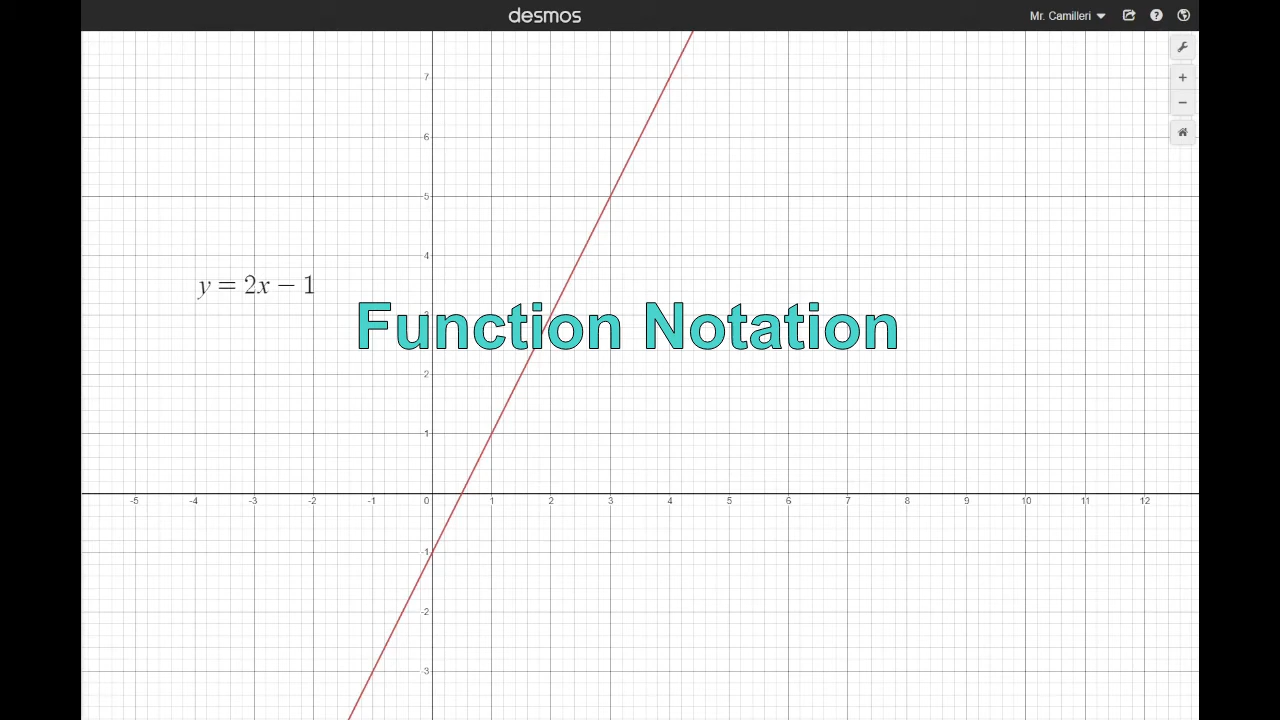 desmos
Mr. Camilleri
7
6
5
4
y = 2x − 1
3
Function Notation
2
1
-5 -4 -3 -2 -1 0 1 2 3 4 5 6 7 8 9 10 11 12
-1
-2
-3